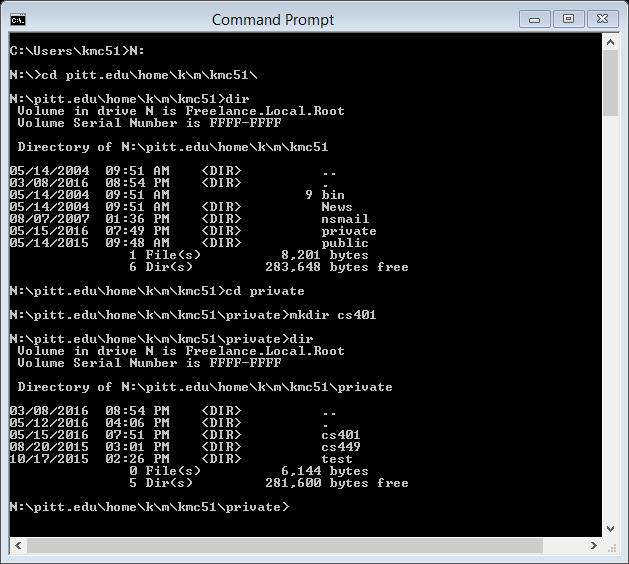 Command Prompt
C:\Users\kmc51>N:
N:\>cd pitt.edu\home\k\m\kmc51\
N:\pitt.edu\home\k\m\kmc51>dir
 Volume in drive N is Freelance.Local.Root
 Volume Serial Number is FFFF-FFFF
 Directory of N:\pitt.edu\home\k\m\kmc51
05/14/2004  09:51 AM    <DIR>          ..
03/08/2016  08:54 PM    <DIR>          .
05/14/2004  09:51 AM                 9 bin
05/14/2004  09:51 AM    <DIR>          News
08/07/2007  01:36 PM    <DIR>          nsmail
05/15/2016  07:49 PM    <DIR>          private
05/14/2015  09:48 AM    <DIR>          public
               1 File(s)          8,201 bytes
               6 Dir(s)         283,648 bytes free
N:\pitt.edu\home\k\m\kmc51>cd private
N:\pitt.edu\home\k\m\kmc51\private>mkdir cs401
N:\pitt.edu\home\k\m\kmc51\private>dir
 Volume in drive N is Freelance.Local.Root
 Volume Serial Number is FFFF-FFFF
 Directory of N:\pitt.edu\home\k\m\kmc51\private
03/08/2016  08:54 PM    <DIR>          ..
05/12/2016  04:06 PM    <DIR>          .
05/15/2016  07:51 PM    <DIR>          cs401
08/20/2015  03:01 PM    <DIR>          cs449
10/17/2015  02:26 PM    <DIR>          test
               0 File(s)          6,144 bytes
               5 Dir(s)         281,600 bytes free
N:\pitt.edu\home\k\m\kmc51\private>